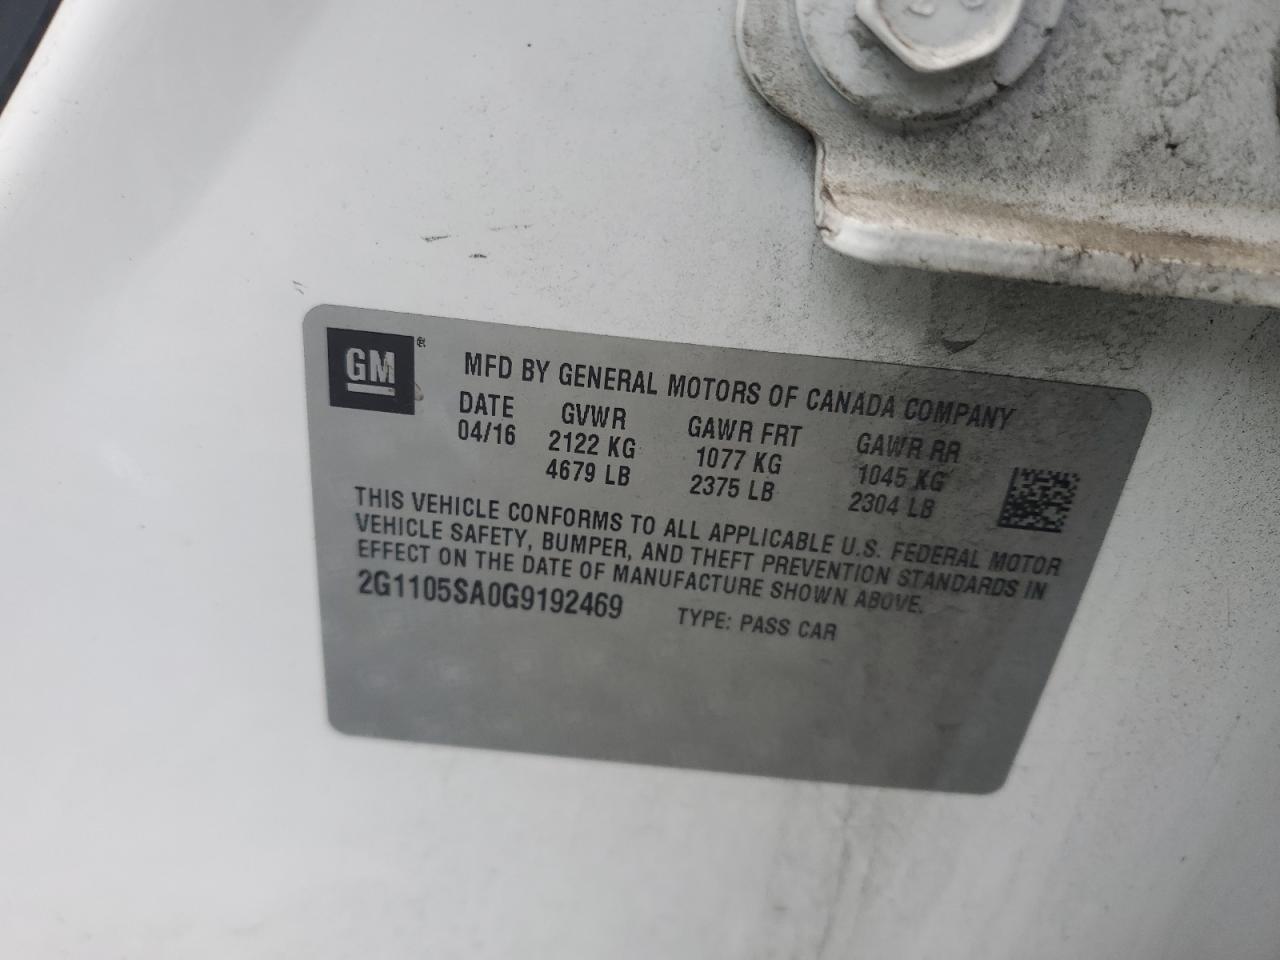 GM ®
MFD BY GENERAL MOTORS OF CANADA COMPANY
DATE GVWR GAWR FRT GAWR RR
04/16 2122 KG 1077 KG 1045 KG
4679 LB 2375 LB 2304 LB
THIS VEHICLE CONFORMS TO ALL APPLICABLE U.S. FEDERAL MOTOR
VEHICLE SAFETY, BUMPER, AND THEFT PREVENTION STANDARDS IN
EFFECT ON THE DATE OF MANUFACTURE SHOWN ABOVE.
2G1105SA0G9192469 TYPE: PASS CAR